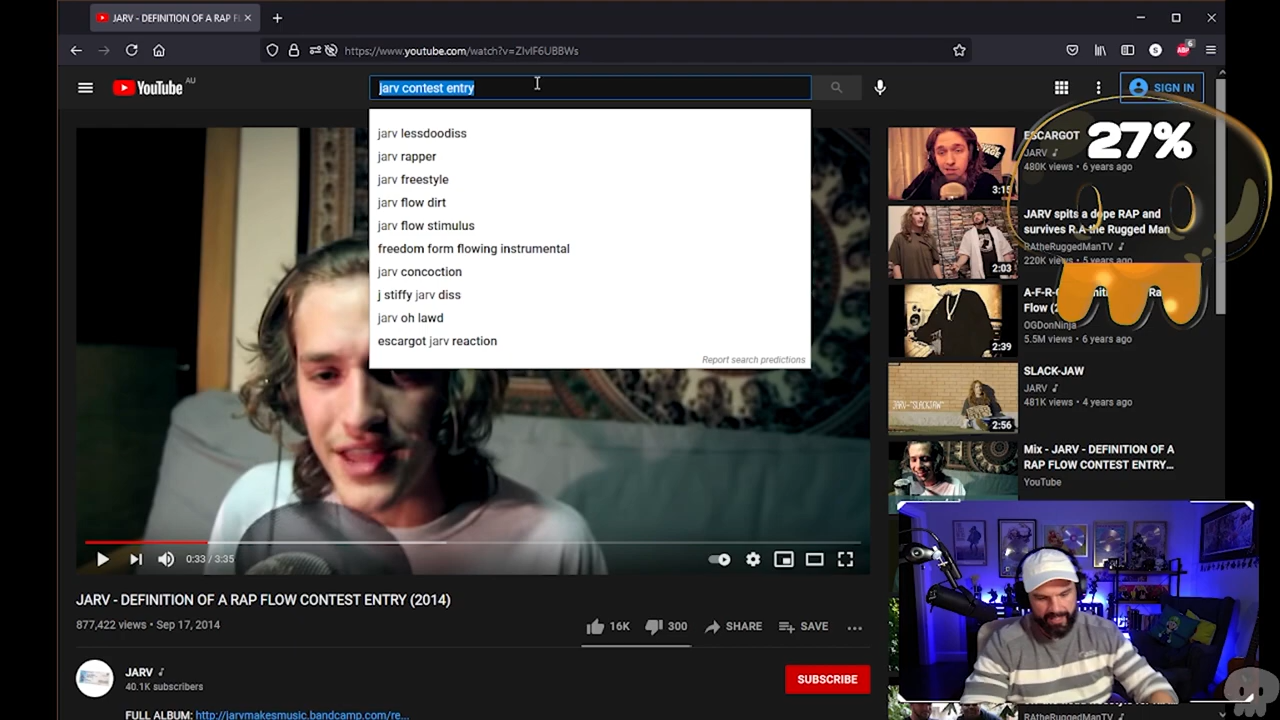 JARV - DEFINITION OF A RAP FL
https://www.youtube.com/watch?v=ZIvIF6UBBWs
YouTube AU
jarv contest entry
SIGN IN
jarv lessdoodiss
jarv rapper
jarv freestyle
jarv flow dirt
jarv flow stimulus
freedom form flowing instrumental
jarv concoction
j stiffy jarv diss
jarv oh lawd
escargot jarv reaction
Report search predictions
27%
ESCARGOT
JARV
480K views • 6 years ago
3:15
JARV spits a dope RAP and
survives R.A the Rugged Man
RAtheRuggedManTV
220K views • 5 years ago
2:03
Flow (2
OGDonNinja
5.5M views • 6 years ago
2:39
SLACK-JAW
JARV
481K views • 4 years ago
JARV-"SLACKJAW"
2:56
Mix - JARV - DEFINITION OF A
RAP FLOW CONTEST ENTRY...
YouTube
0:33 / 3:35
JARV - DEFINITION OF A RAP FLOW CONTEST ENTRY (2014)
877,422 views • Sep 17, 2014
16K
300
SHARE
SAVE
JARV
40.1K subscribers
SUBSCRIBE
FULL ALBUM: http://jarvmakesmusic.bandcamp.com/re...
RAtheRuggedManTV